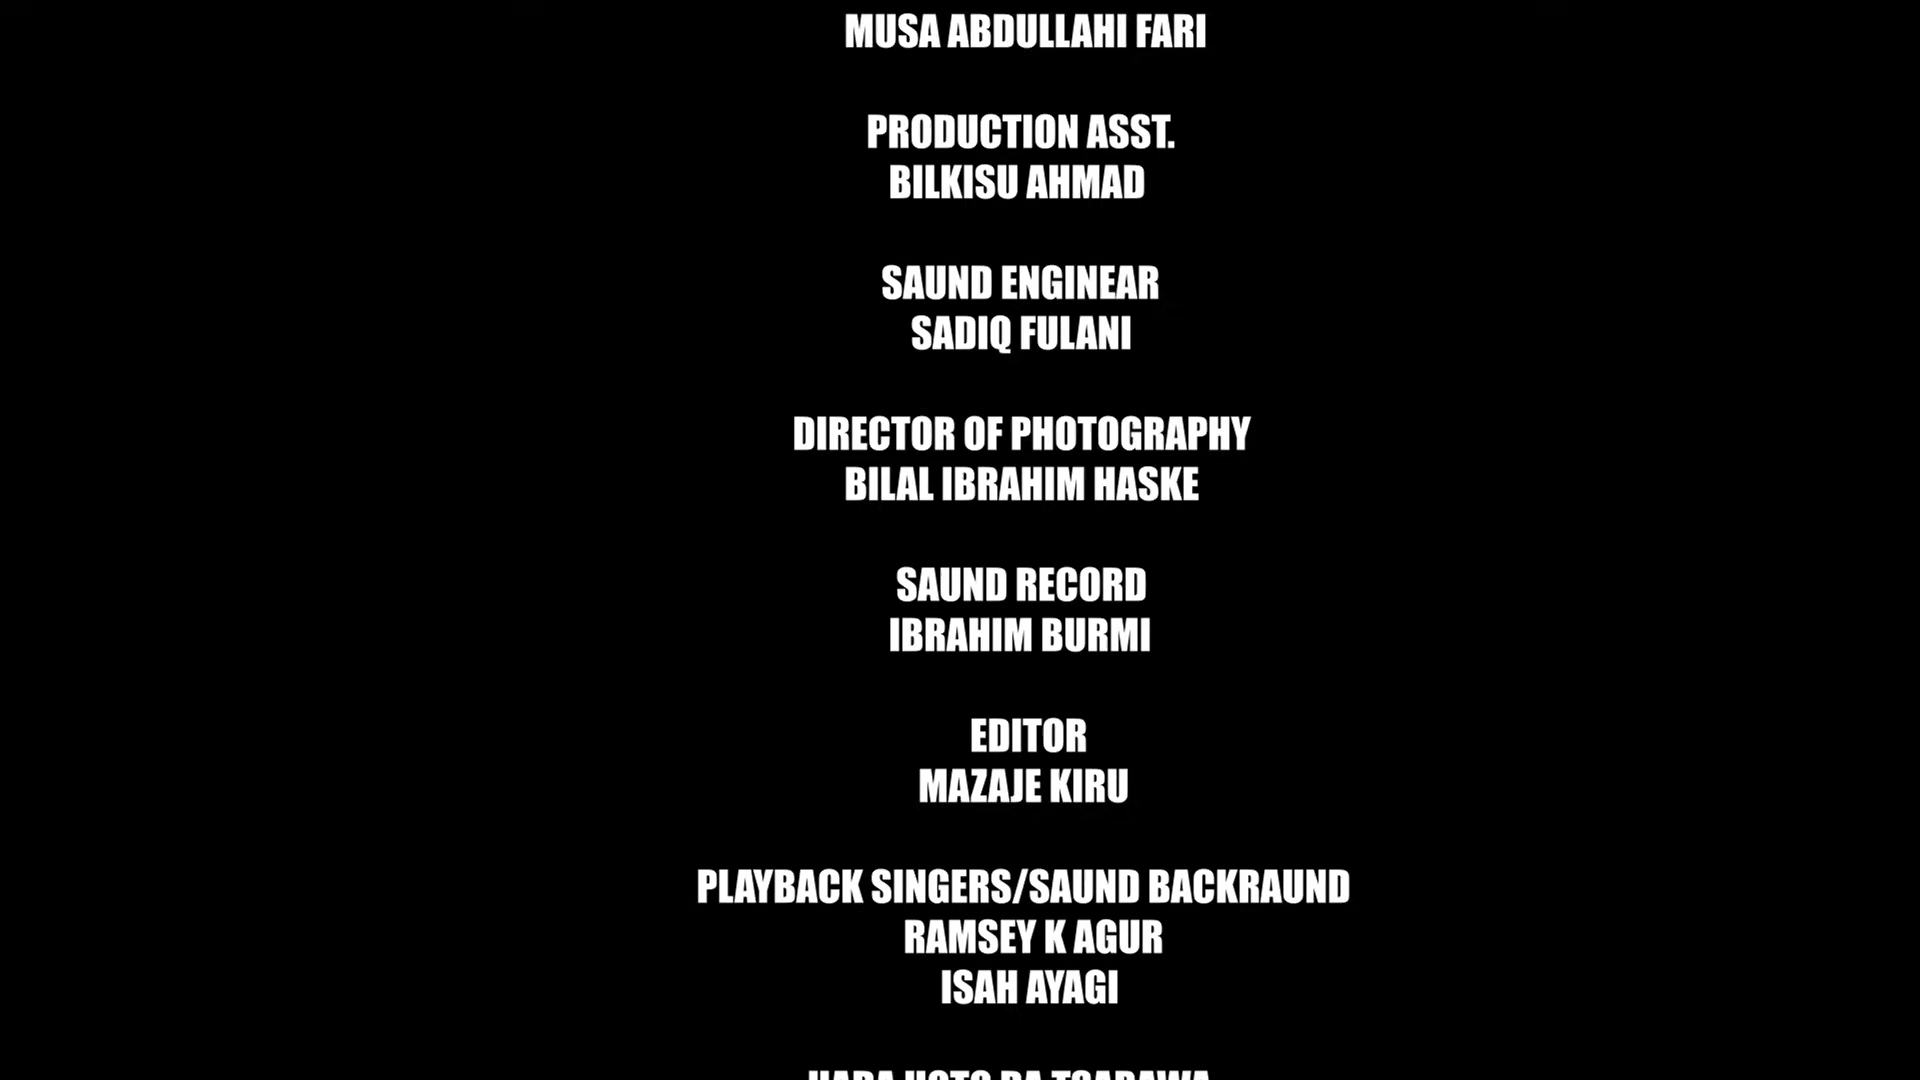 MUSA ABDULLAHI FARI
PRODUCTION ASST.
BILKISU AHMAD
SAUND ENGINEAR
SADIQ FULANI
DIRECTOR OF PHOTOGRAPHY
BILAL IBRAHIM HASKE
SAUND RECORD
IBRAHIM BURMI
EDITOR
MAZAJE KIRU
PLAYBACK SINGERS/SAUND BACKRAUND
RAMSEY K AGUR
ISAH AYAGI